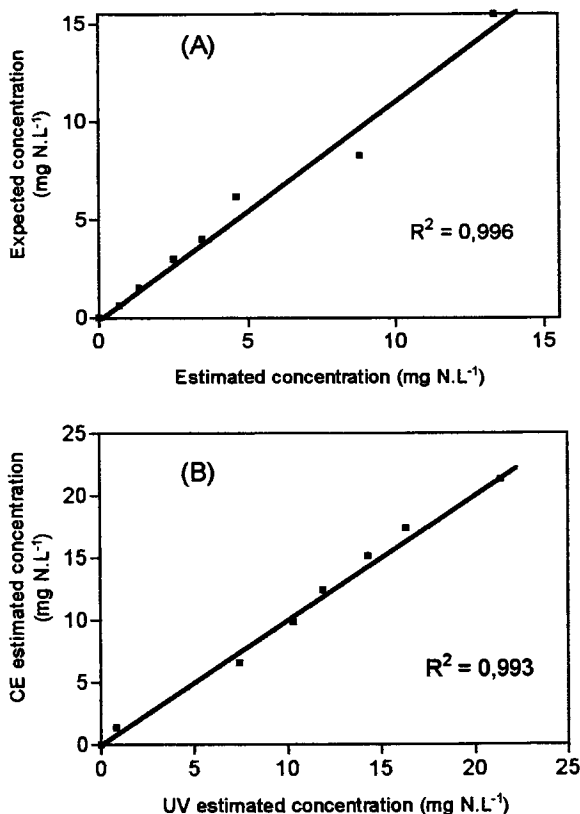 (A)
Expected concentration
(mg N.L⁻¹)
15
10
5
0
R² = 0,996
0 5 10 15
Estimated concentration (mg N.L⁻¹)
(B)
CE estimated concentration
(mg N.L⁻¹)
25
20
15
10
5
0
R² = 0,993
0 5 10 15 20 25
UV estimated concentration (mg N.L⁻¹)